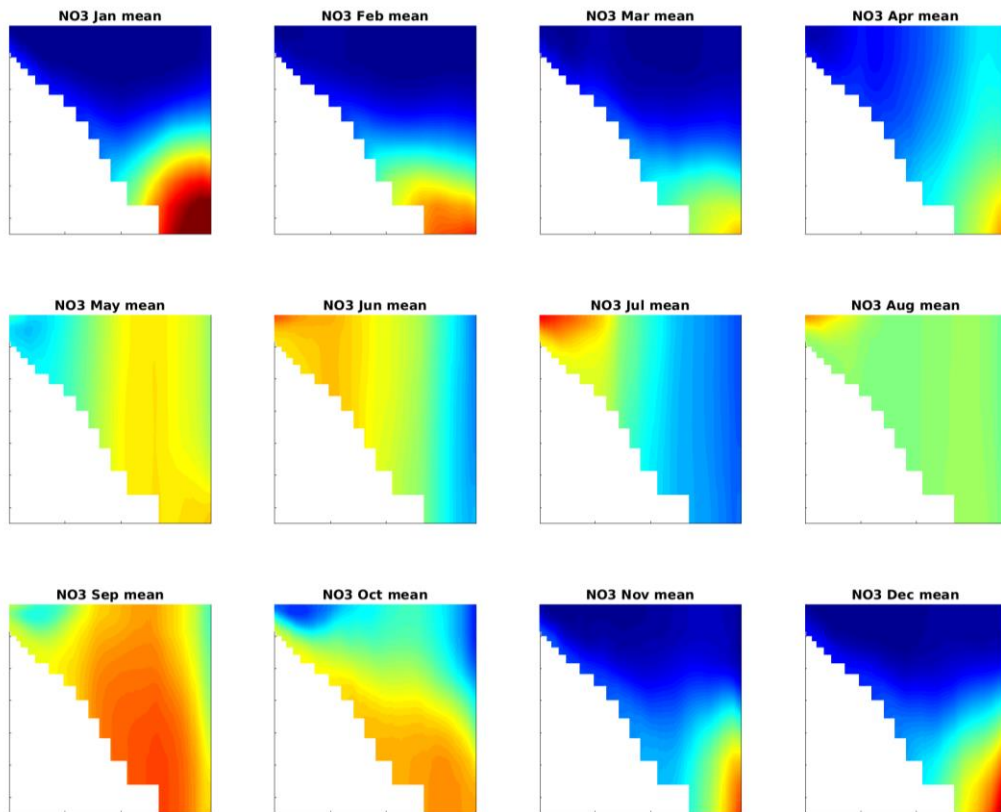 NO3 Jan mean
NO3 Feb mean
NO3 Mar mean
NO3 Apr mean
NO3 May mean
NO3 Jun mean
NO3 Jul mean
NO3 Aug mean
NO3 Sep mean
NO3 Oct mean
NO3 Nov mean
NO3 Dec mean